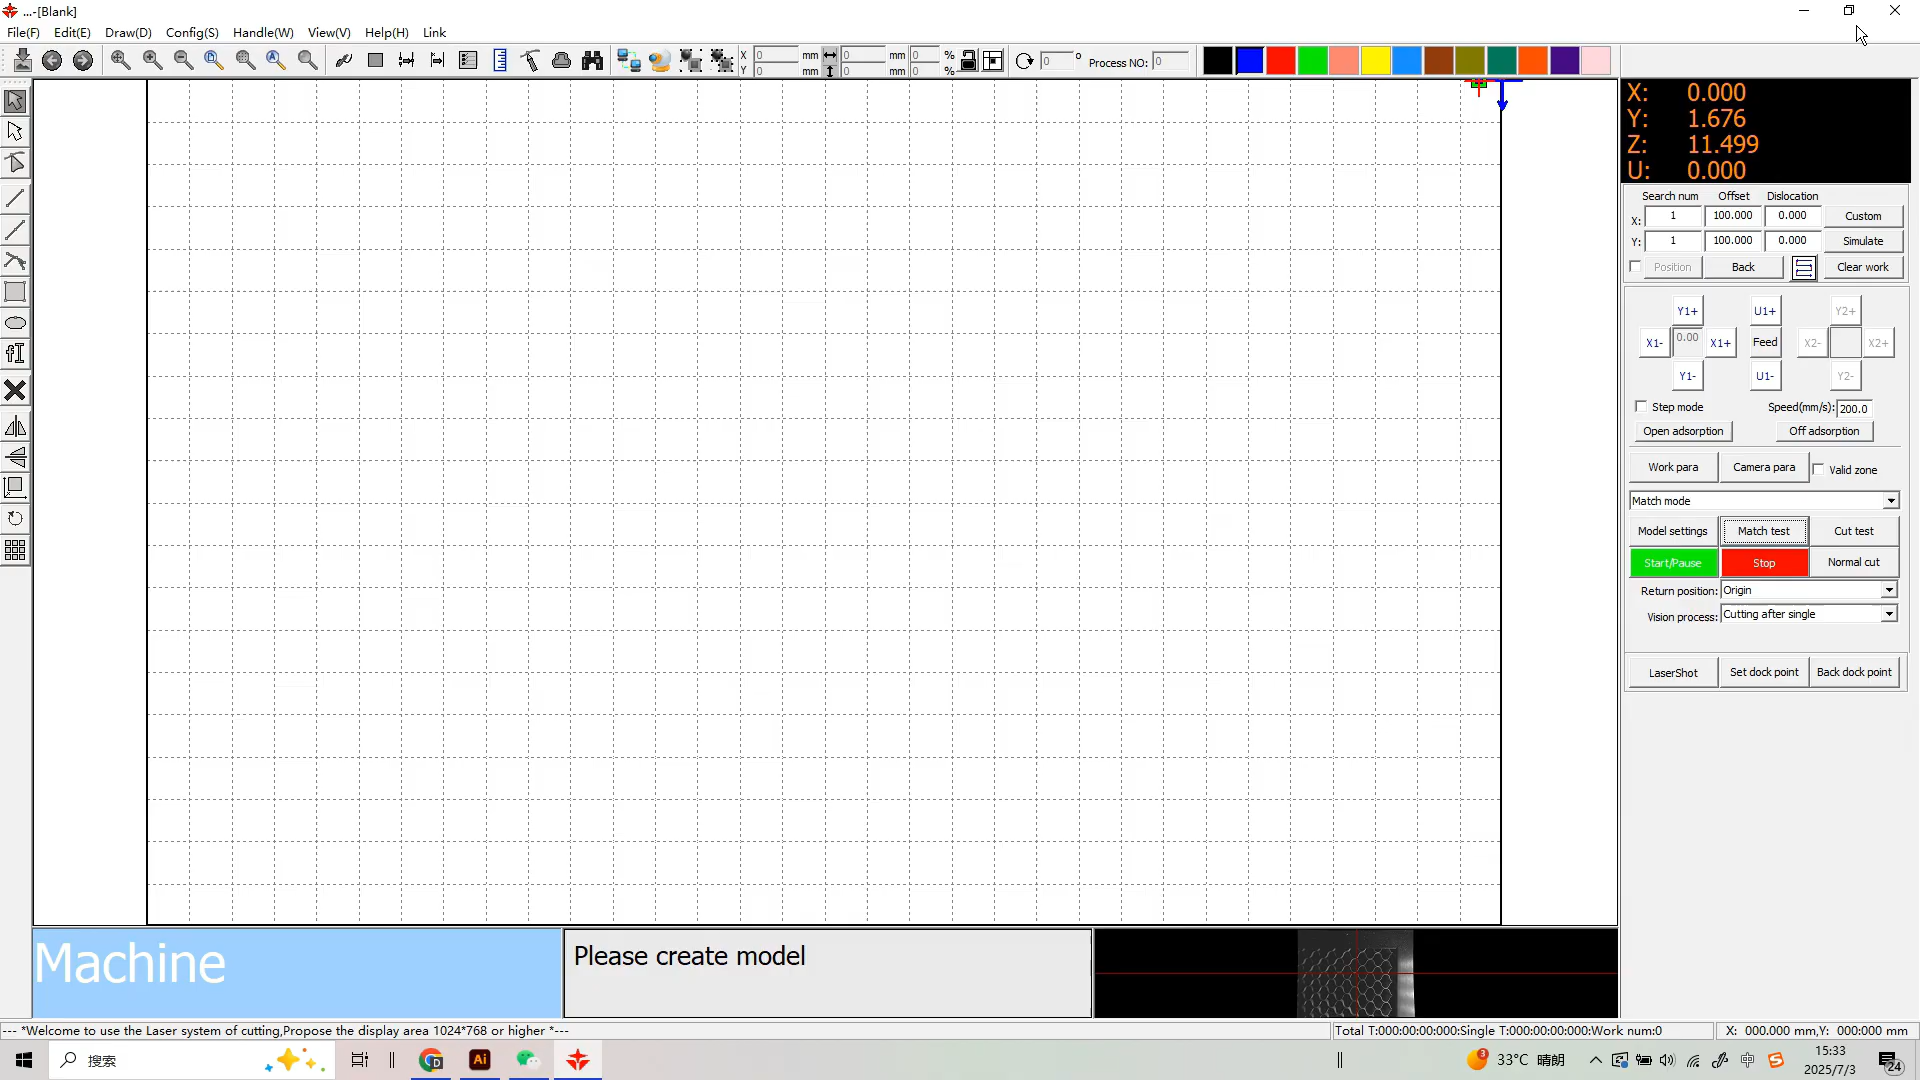 ...-[Blank]
File(F) Edit(E) Draw(D) Config(S) Handle(W) View(V) Help(H) Link
X 0 mm 0 mm 0 % 0 ° Process NO: 0
Y 0 mm 0 mm 0 %
X: 0.000
Y: 1.676
Z: 11.499
U: 0.000
Search num Offset Dislocation
X: 1 100.000 0.000 Custom
Y: 1 100.000 0.000 Simulate
Position Back Clear work
Y1+ U1+ Y2+
X1- 0.00 X1+ Feed X2- X2+
Y1- U1- Y2-
Step mode Speed(mm/s): 200.0
Open adsorption Off adsorption
Work para Camera para Valid zone
Match mode
Model settings Match test Cut test
Start/Pause Stop Normal cut
Return position: Origin
Vision process: Cutting after single
LaserShot Set dock point Back dock point
Machine
Please create model
--- *Welcome to use the Laser system of cutting,Propose the display area 1024*768 or higher *---
Total T:000:00:00:000:Single T:000:00:00:000:Work num:0
X: 000.000 mm,Y: 000:000 mm
搜索
3
33°C 晴朗
中
15:33
2025/7/3
24